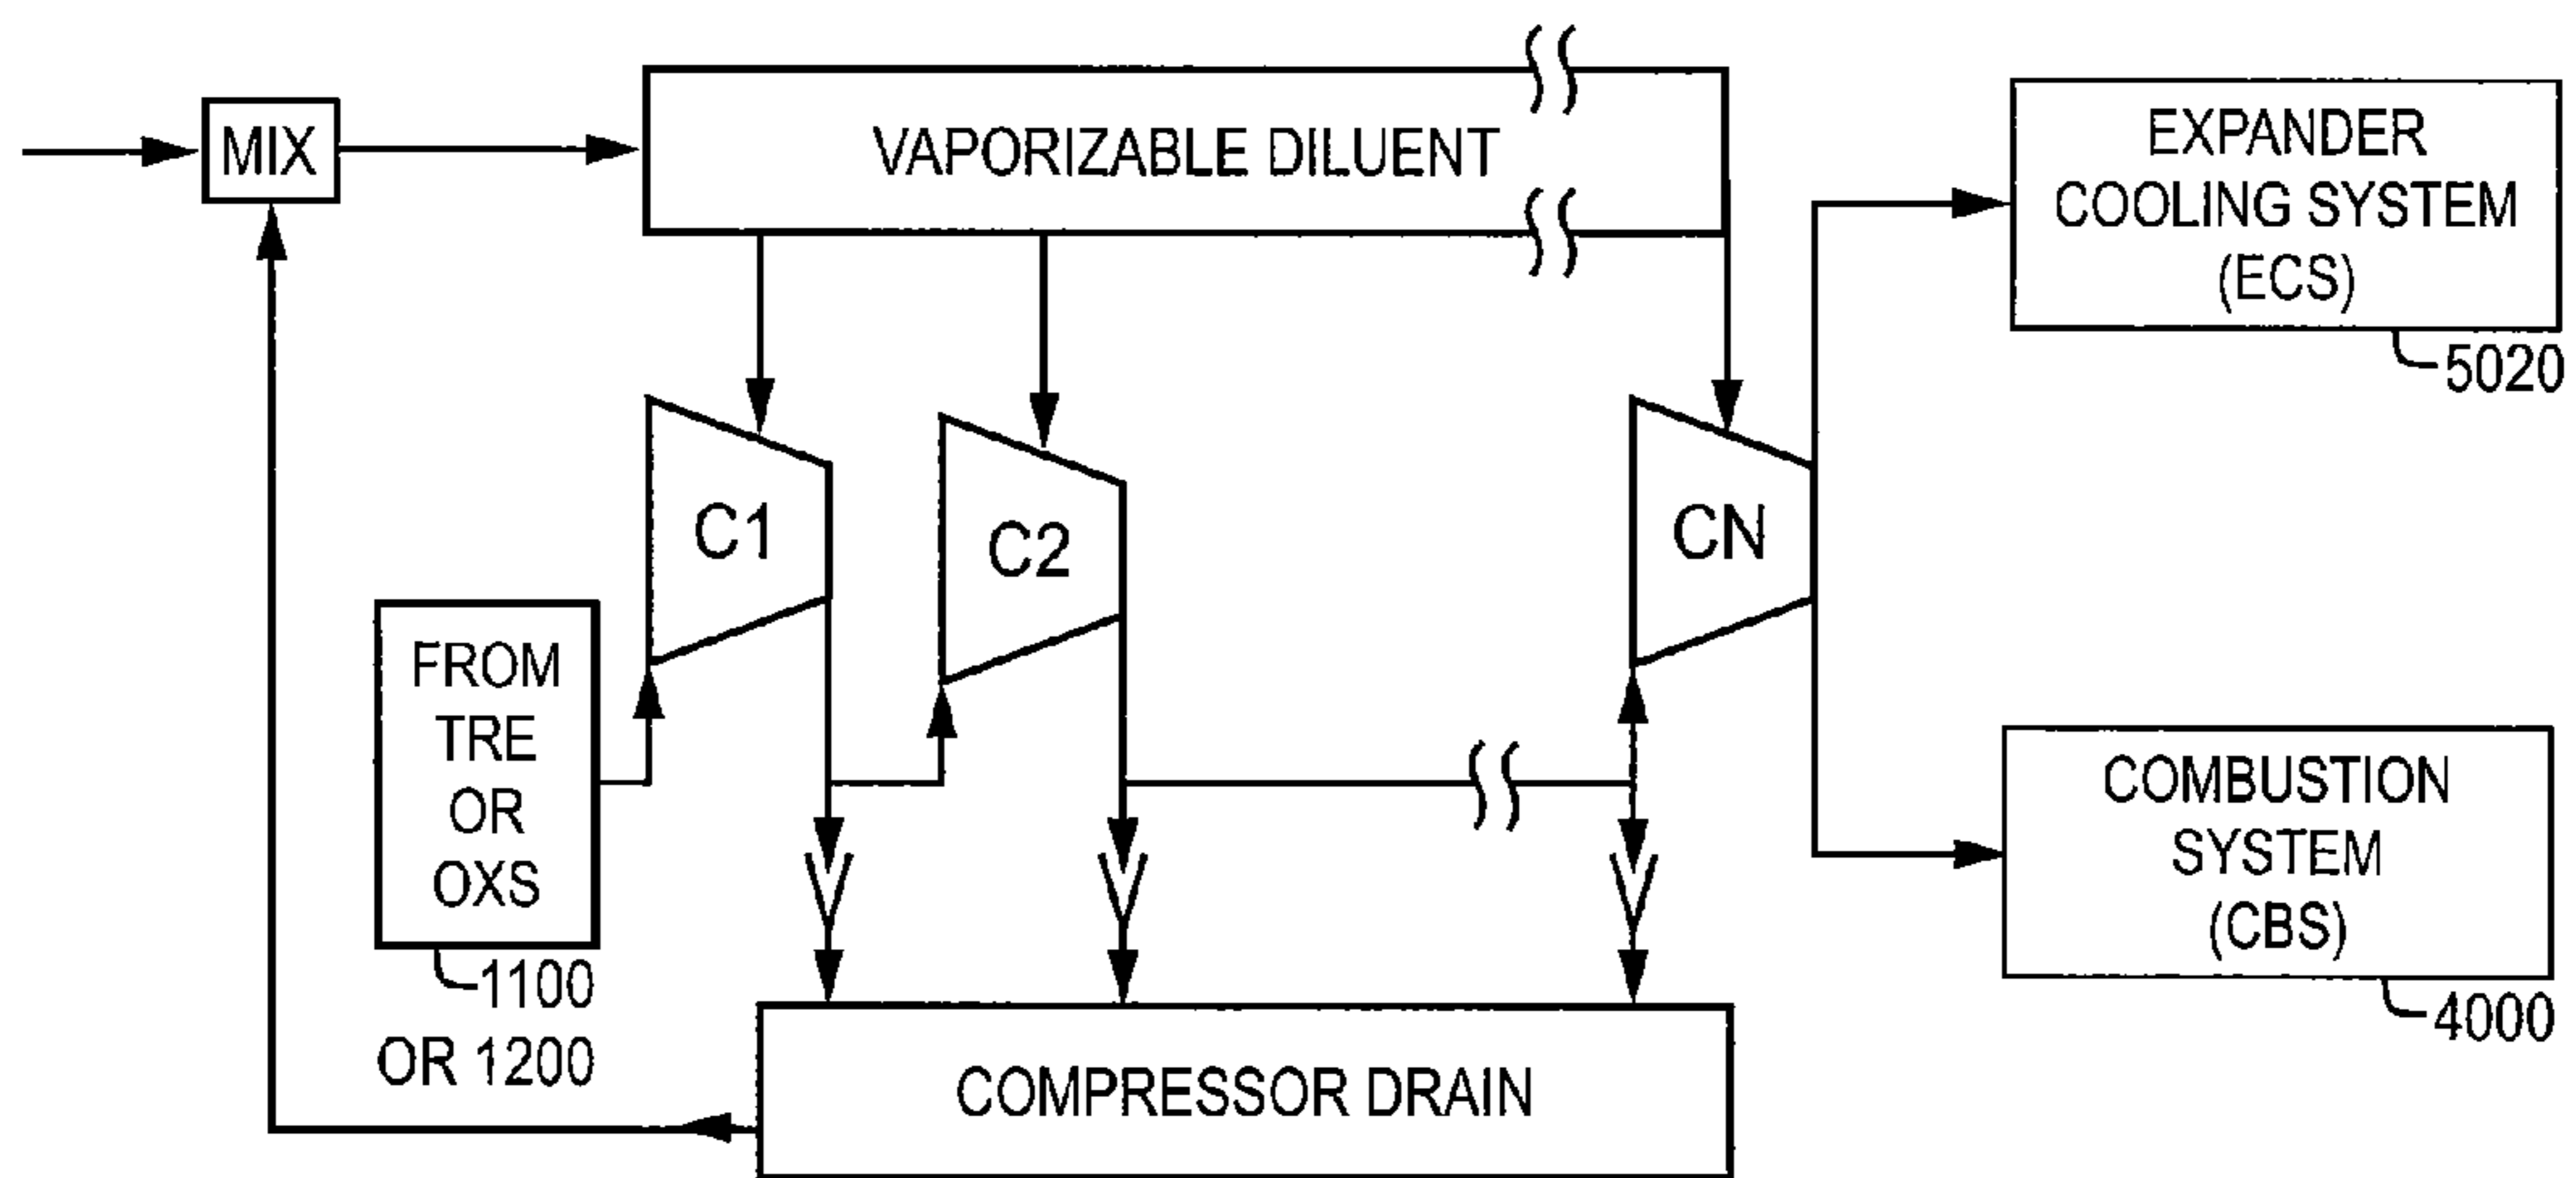 MIX
VAPORIZABLE DILUENT
EXPANDER
COOLING SYSTEM
(ECS)
5020
C1
C2
CN
FROM
TRE
OR
OXS
1100
OR 1200
COMBUSTION
SYSTEM
(CBS)
4000
COMPRESSOR DRAIN